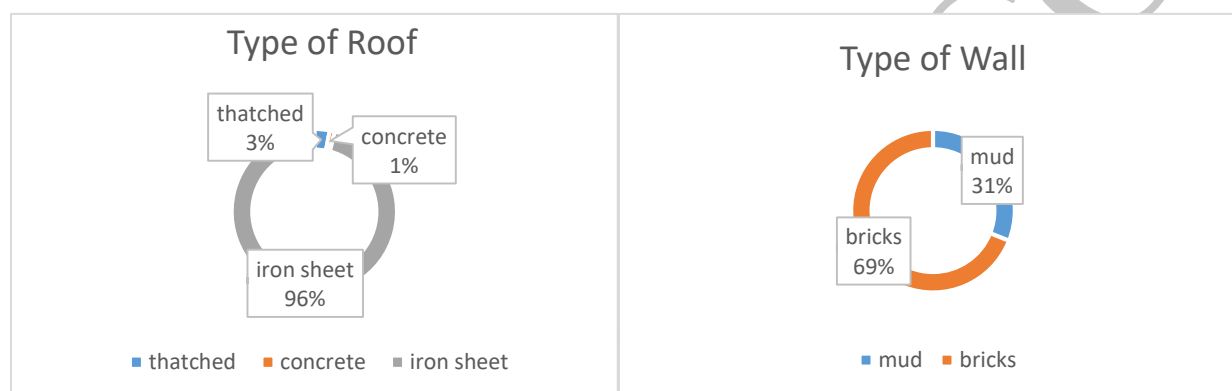 Type of Roof
thatched
3%
concrete
1%
iron sheet
96%
thatched concrete iron sheet
Type of Wall
mud
31%
bricks
69%
mud bricks